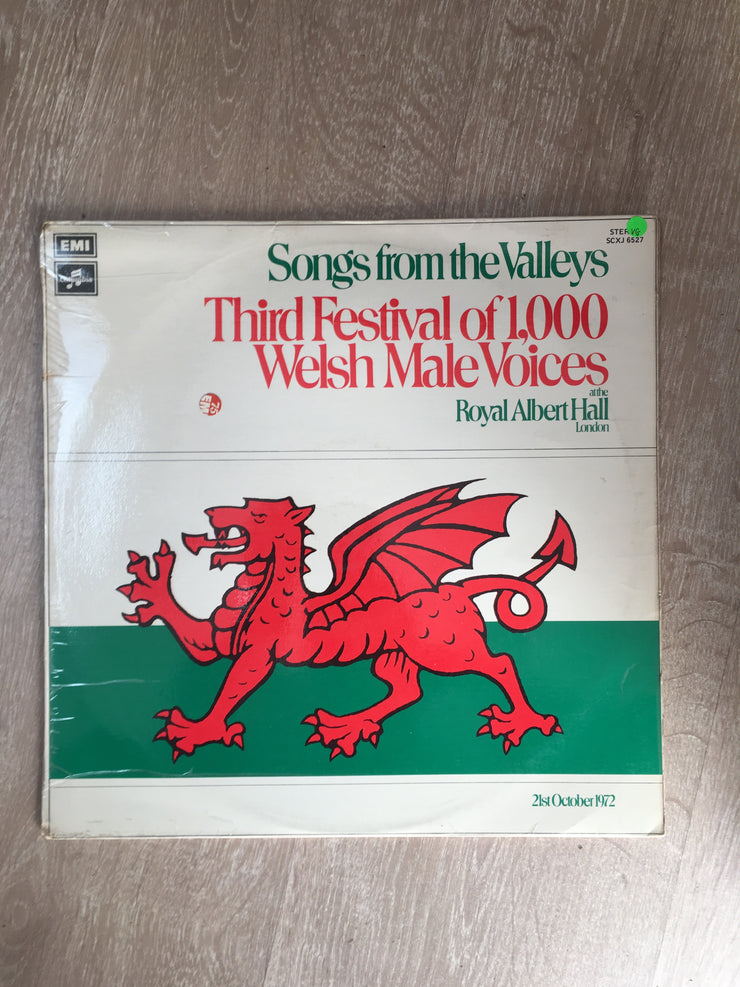 EMI
Columbia
STEREO
SCXJ 6527
Songs from the Valleys
Third Festival of 1,000
Welsh Male Voices
at the
Royal Albert Hall
London
21st October 1972